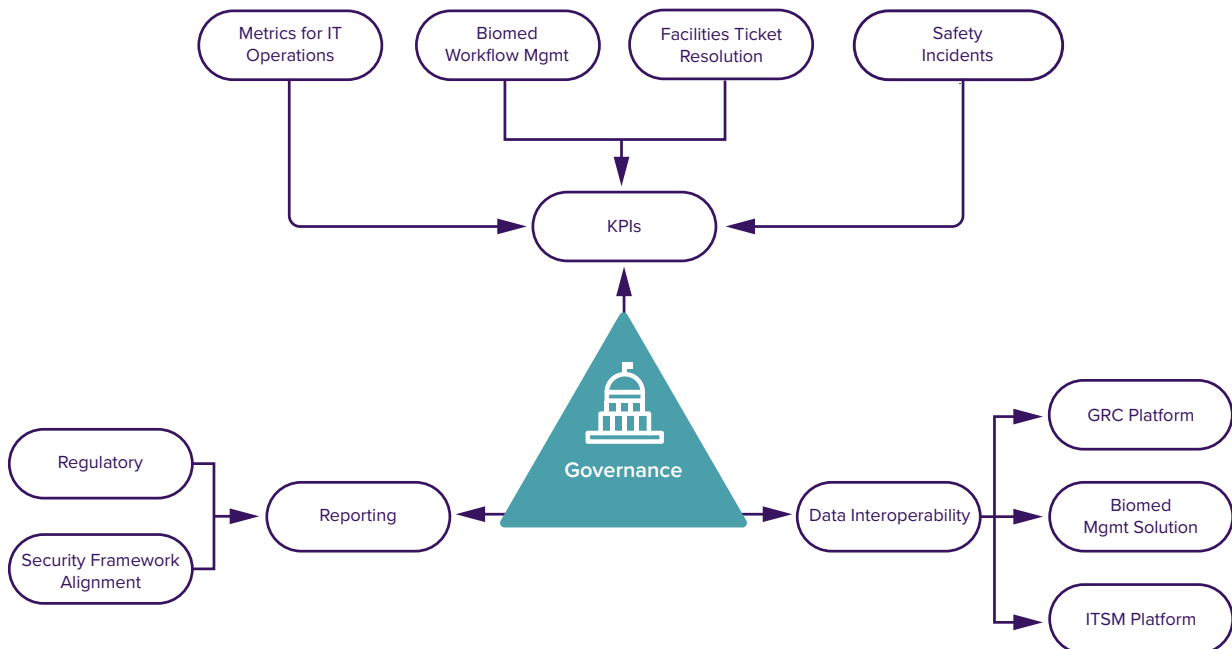 Metrics for IT
Operations
Biomed
Workflow Mgmt
Facilities Ticket
Resolution
Safety
Incidents
KPIs
Governance
Regulatory
Security Framework
Alignment
Reporting
Data Interoperability
GRC Platform
Biomed
Mgmt Solution
ITSM Platform